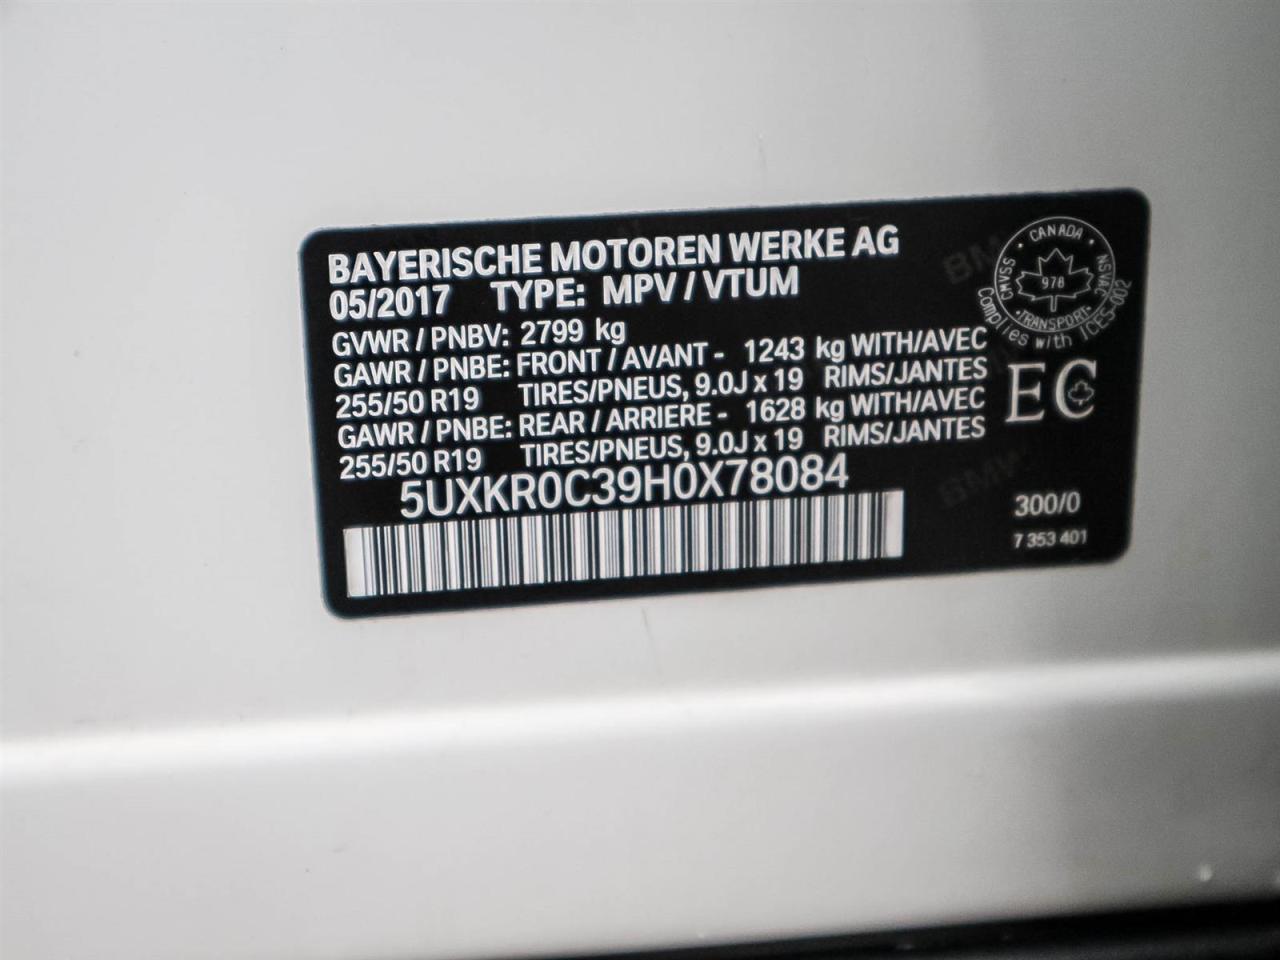 BAYERISCHE MOTOREN WERKE AG
05/2017 TYPE: MPV / VTUM
GVWR / PNBV: 2799 kg
GAWR / PNBE: FRONT / AVANT - 1243 kg WITH/AVEC
255/50 R19 TIRES/PNEUS, 9.0J x 19 RIMS/JANTES
GAWR / PNBE: REAR / ARRIERE - 1628 kg WITH/AVEC
255/50 R19 TIRES/PNEUS, 9.0J x 19 RIMS/JANTES
5UXKR0C39H0X78084
CANADA
CMVSS
NSVAC
978
TRANSPORT
Complies with ICES-002
EC
300/0
7 353 401
BMW